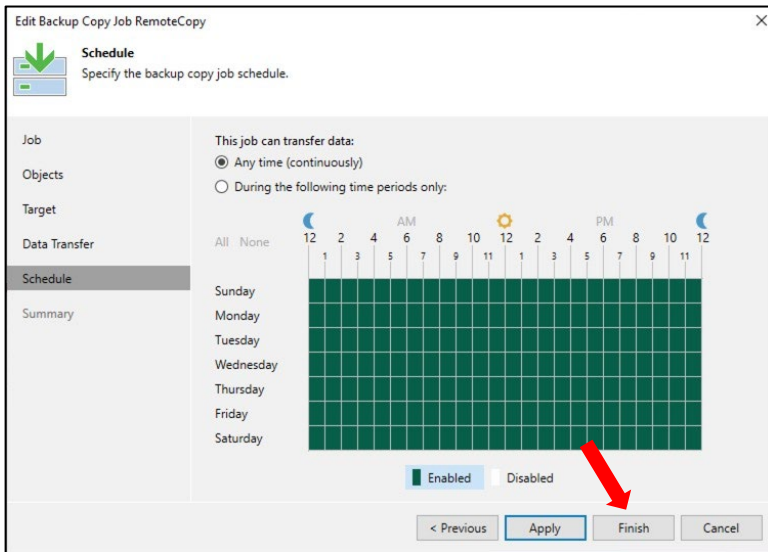 Edit Backup Copy Job RemoteCopy
Schedule
Specify the backup copy job schedule.
Job
Objects
Target
Data Transfer
Schedule
Summary
This job can transfer data:
Any time (continuously)
During the following time periods only:
AM PM
All None 12 2 4 6 8 10 12 2 4 6 8 10 12
1 3 5 7 9 11 1 3 5 7 9 11
Sunday
Monday
Tuesday
Wednesday
Thursday
Friday
Saturday
Enabled Disabled
< Previous Apply Finish Cancel